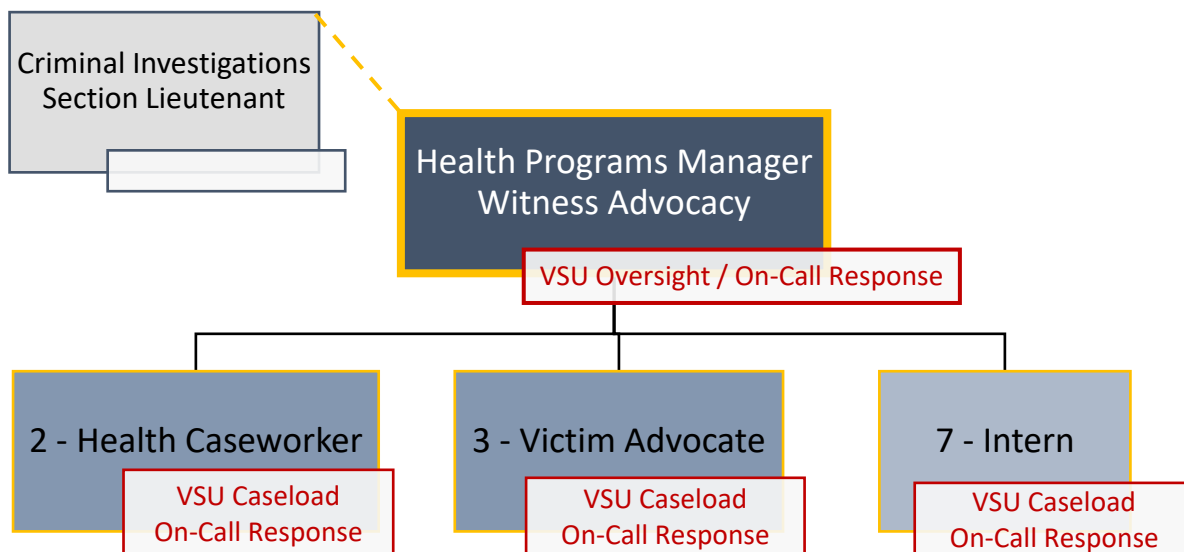 Criminal Investigations
Section Lieutenant
Health Programs Manager
Witness Advocacy
VSU Oversight / On-Call Response
2 - Health Caseworker
VSU Caseload
On-Call Response
3 - Victim Advocate
VSU Caseload
On-Call Response
7 - Intern
VSU Caseload
On-Call Response